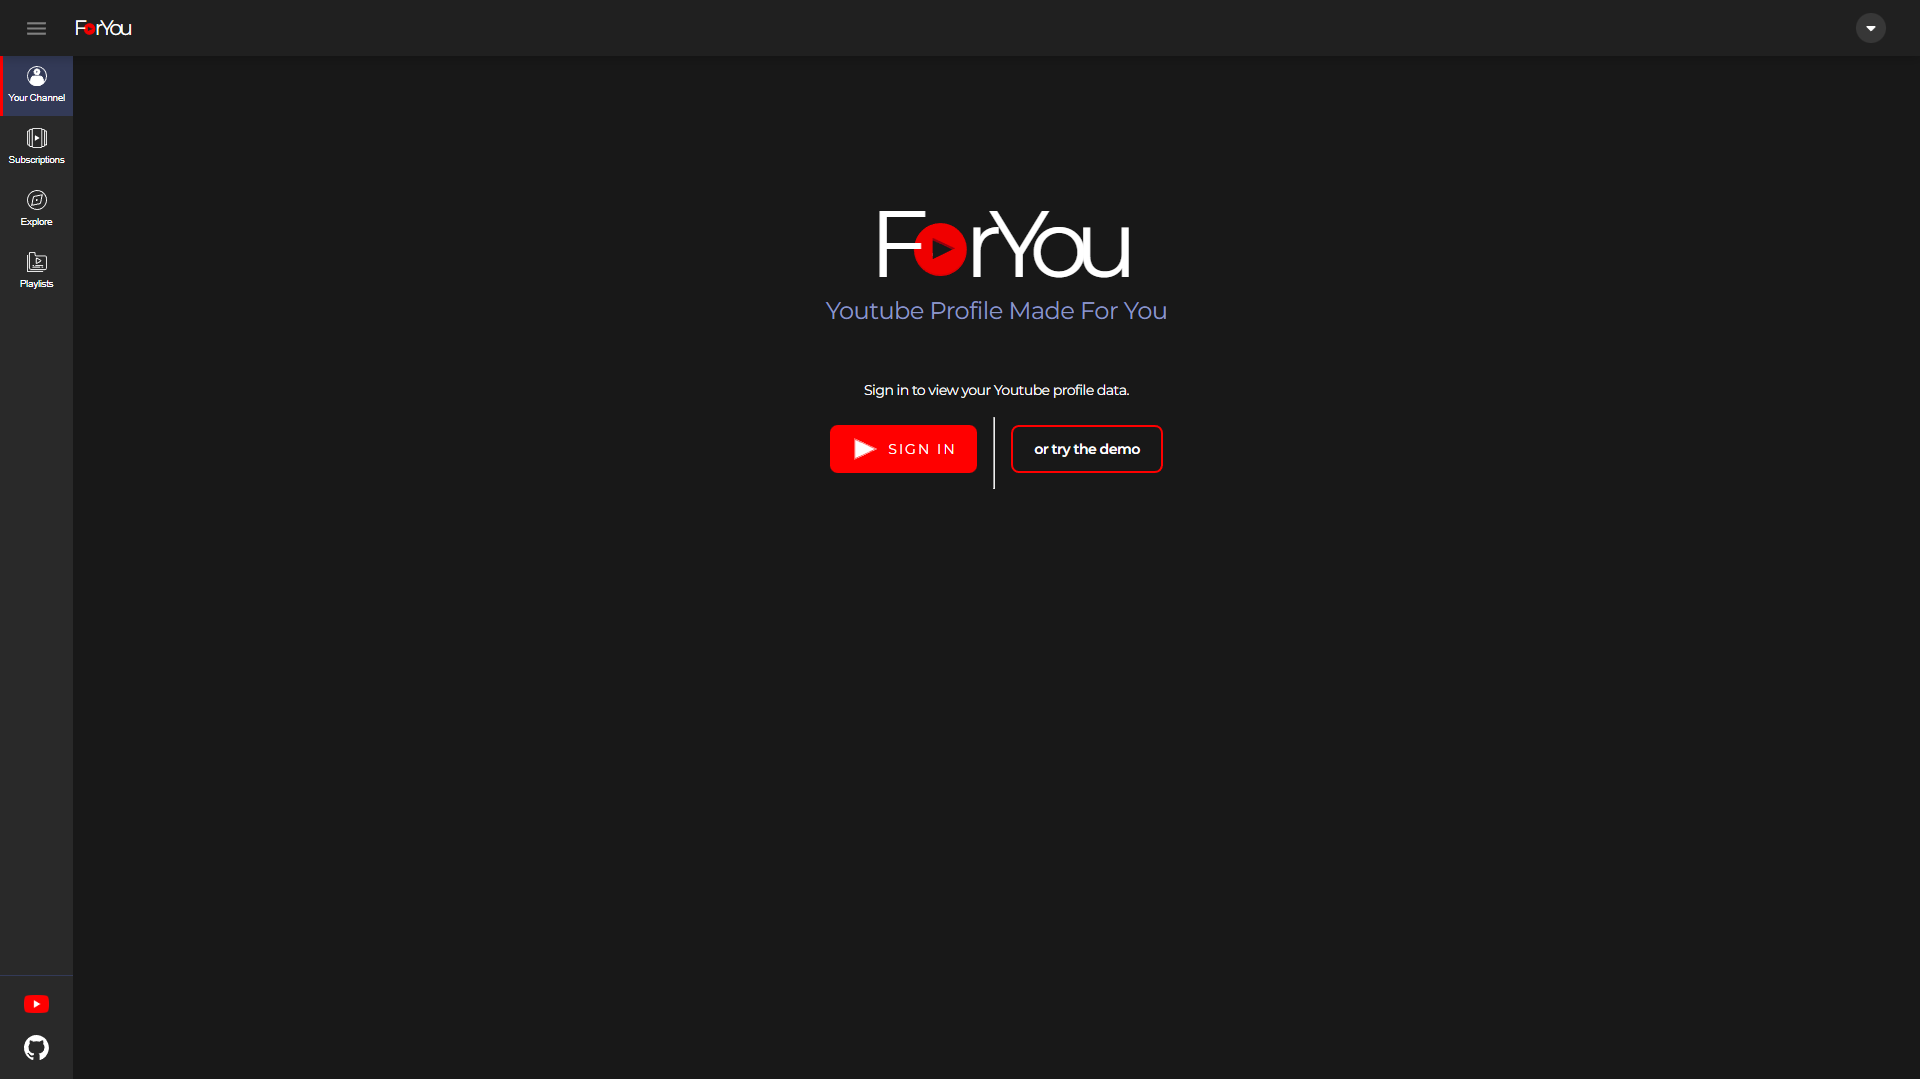 ForYou
Your Channel
Subscriptions
Explore
Playlists
ForYou
Youtube Profile Made For You
Sign in to view your Youtube profile data.
SIGN IN
or try the demo